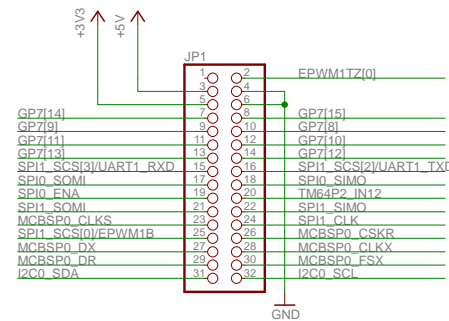 +3V3
+5V
JP1
1 2 EPWM1TZ[0]
3 4
5 6
GP7[14] 7 8 GP7[15]
GP7[9] 9 10 GP7[8]
GP7[11] 11 12 GP7[10]
GP7[13] 13 14 GP7[12]
SPI1_SCS[3]/UART1_RXD 15 16 SPI1_SCS[2]/UART1_TXD
SPI0_SOMI 17 18 SPI0_SIMO
SPI0_ENA 19 20 TM64P2_IN12
SPI1_SOMI 21 22 SPI1_SIMO
MCBSP0_CLKS 23 24 SPI1_CLK
SPI1_SCS[0]/EPWM1B 25 26 MCBSP0_CSKR
MCBSP0_DX 27 28 MCBSP0_CLKX
MCBSP0_DR 29 30 MCBSP0_FSX
I2C0_SDA 31 32 I2C0_SCL
GND